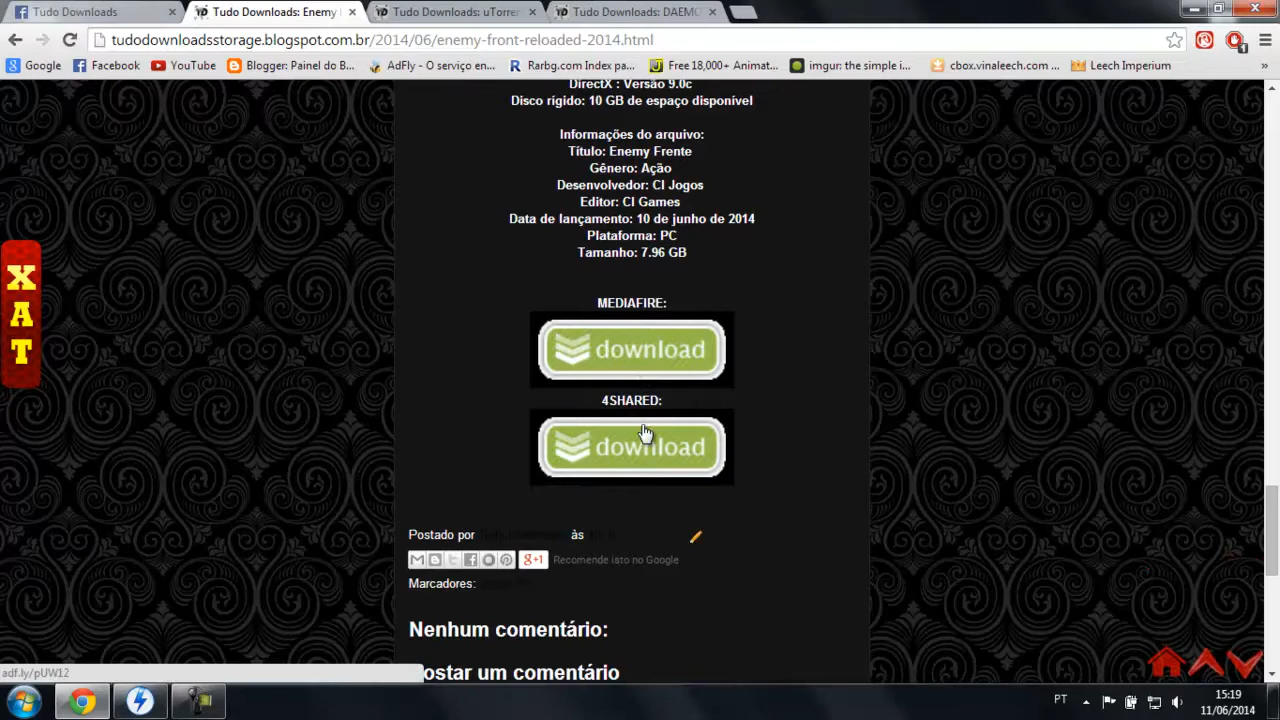 Tudo Downloads
Tudo Downloads: Enemy
Tudo Downloads: uTorre
Tudo Downloads: DAEMO
tudodownloadsstorage.blogspot.com.br/2014/06/enemy-front-reloaded-2014.html
Google
Facebook
YouTube
Blogger: Painel do B...
AdFly - O serviço en...
Rarbg.com Index pa...
Free 18,000+ Animat...
imgur: the simple i...
cbox.vinaleech.com ...
Leech Imperium
»
DirectX : Versão 9.0c
Disco rígido: 10 GB de espaço disponível
Informações do arquivo:
Título: Enemy Frente
Gênero: Ação
Desenvolvedor: CI Jogos
Editor: CI Games
Data de lançamento: 10 de junho de 2014
Plataforma: PC
Tamanho: 7.96 GB
XAT
MEDIAFIRE:
download
4SHARED:
download
Postado por
às
g+1 Recomende isto no Google
Marcadores:
Nenhum comentário:
ostar um comentário
adf.ly/pUW12
PT
15:19
11/06/2014